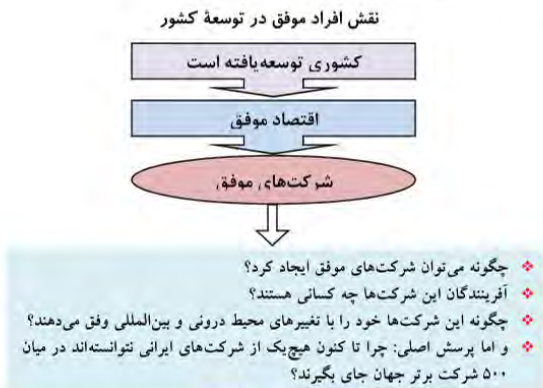 نقش افراد موفق در توسعهٔ کشور
کشوری توسعه‌یافته است
اقتصاد موفق
شرکت‌های موفق
❖ چگونه می‌توان شرکت‌های موفق ایجاد کرد؟
❖ آفرینندگان این شرکت‌ها چه کسانی هستند؟
❖ چگونه این شرکت‌ها خود را با تغییرهای محیط درونی و بین‌المللی وفق می‌دهند؟
❖ و اما پرسش اصلی: چرا تا کنون هیچ‌یک از شرکت‌های ایرانی نتوانسته‌اند در میان
۵۰۰ شرکت برتر جهان جای بگیرند؟